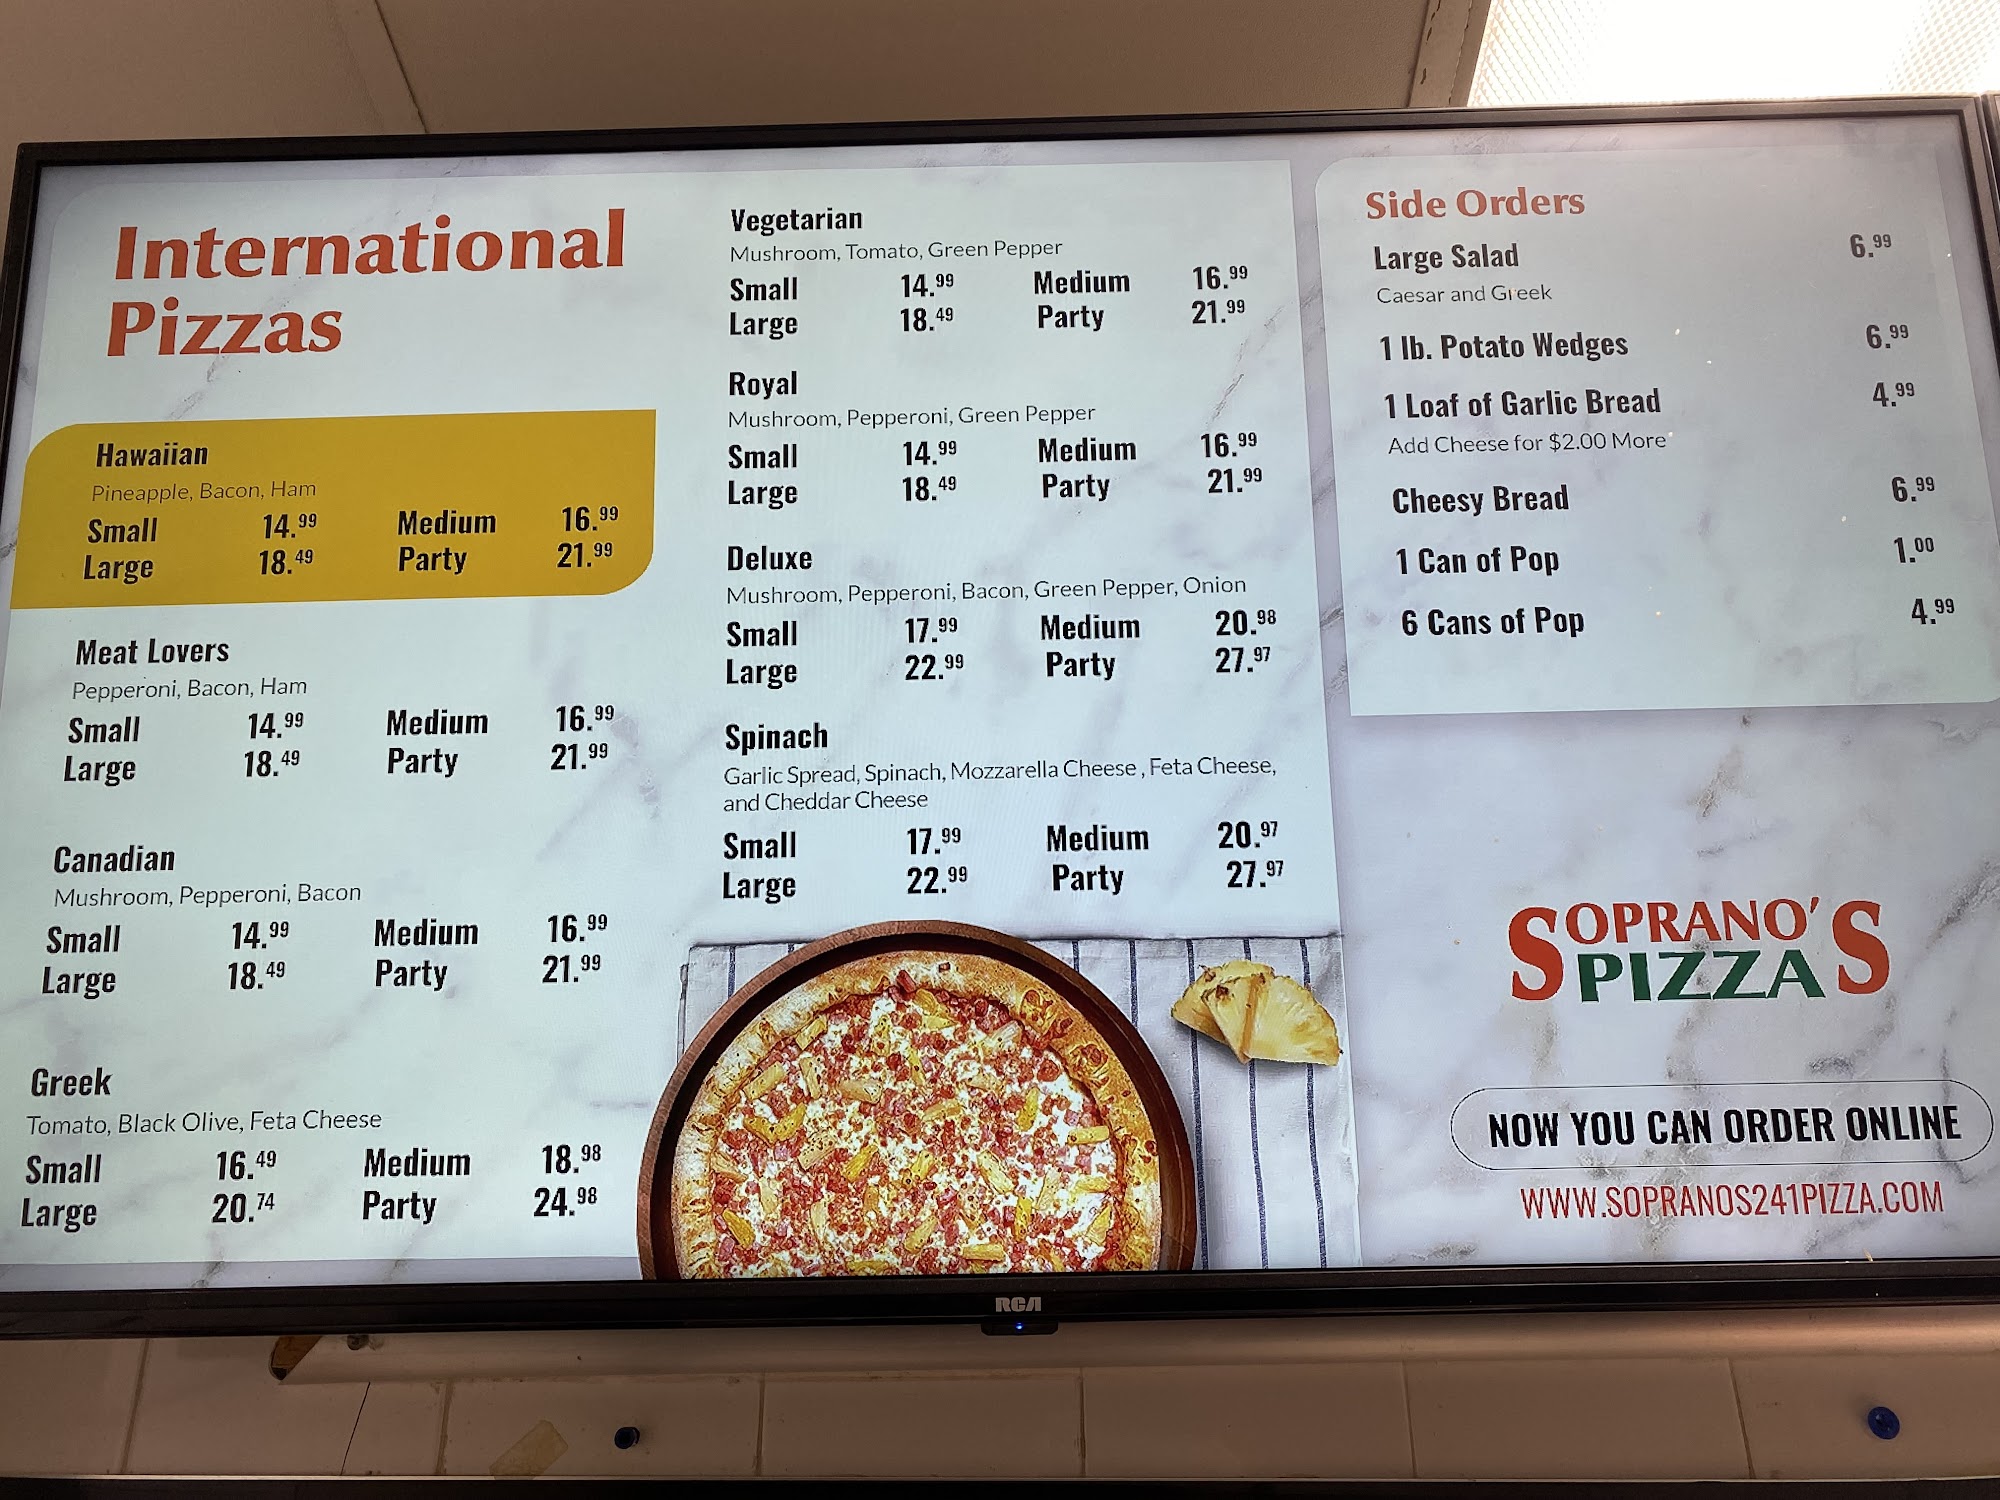 International
Pizzas
Hawaiian
Pineapple, Bacon, Ham
Small 14.99 Medium 16.99
Large 18.49 Party 21.99
Meat Lovers
Pepperoni, Bacon, Ham
Small 14.99 Medium 16.99
Large 18.49 Party 21.99
Canadian
Mushroom, Pepperoni, Bacon
Small 14.99 Medium 16.99
Large 18.49 Party 21.99
Greek
Tomato, Black Olive, Feta Cheese
Small 16.49 Medium 18.98
Large 20.74 Party 24.98
Vegetarian
Mushroom, Tomato, Green Pepper
Small 14.99 Medium 16.99
Large 18.49 Party 21.99
Royal
Mushroom, Pepperoni, Green Pepper
Small 14.99 Medium 16.99
Large 18.49 Party 21.99
Deluxe
Mushroom, Pepperoni, Bacon, Green Pepper, Onion
Small 17.99 Medium 20.98
Large 22.99 Party 27.97
Spinach
Garlic Spread, Spinach, Mozzarella Cheese , Feta Cheese,
and Cheddar Cheese
Small 17.99 Medium 20.97
Large 22.99 Party 27.97
Side Orders
Large Salad 6.99
Caesar and Greek
1 lb. Potato Wedges 6.99
1 Loaf of Garlic Bread 4.99
Add Cheese for $2.00 More
Cheesy Bread 6.99
1 Can of Pop 1.00
6 Cans of Pop 4.99
SOPRANO'S
PIZZA
NOW YOU CAN ORDER ONLINE
WWW.SOPRANOS241PIZZA.COM
RCA